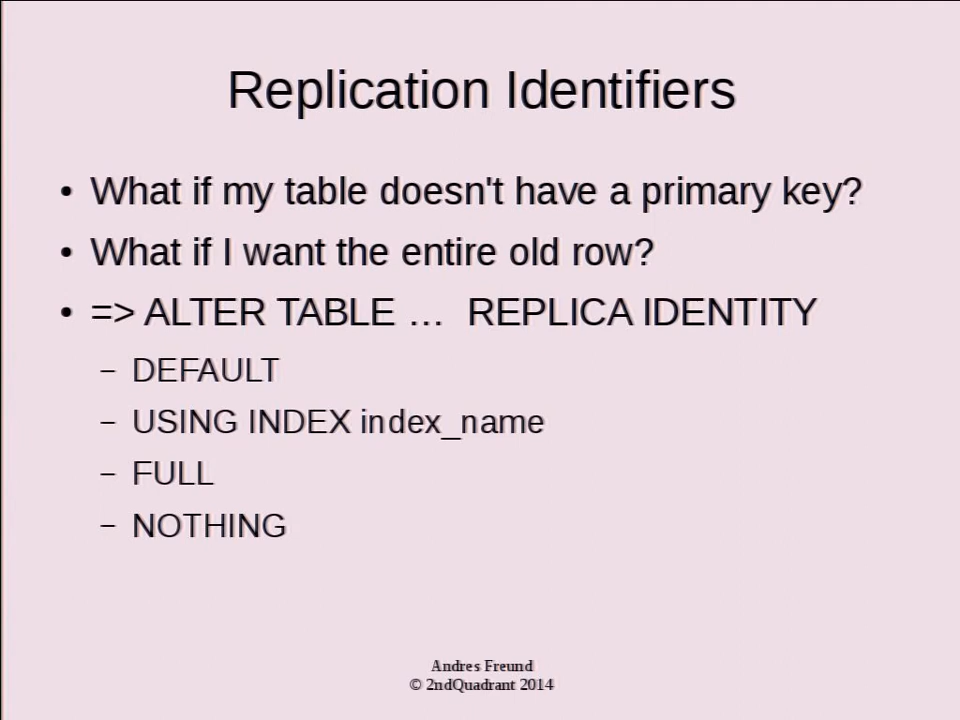 Replication Identifiers
• What if my table doesn't have a primary key?
• What if I want the entire old row?
• => ALTER TABLE ... REPLICA IDENTITY
– DEFAULT
– USING INDEX index_name
– FULL
– NOTHING
Andres Freund
© 2ndQuadrant 2014